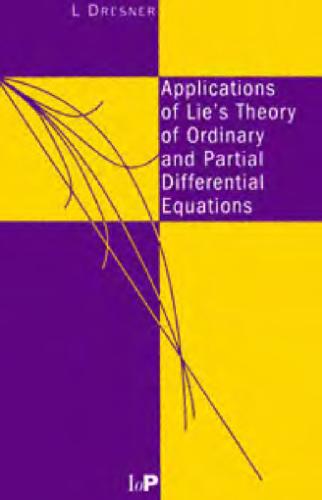 L DRESNER
Applications
of Lie's Theory
of Ordinary
and Partial
Differential
Equations
IoP